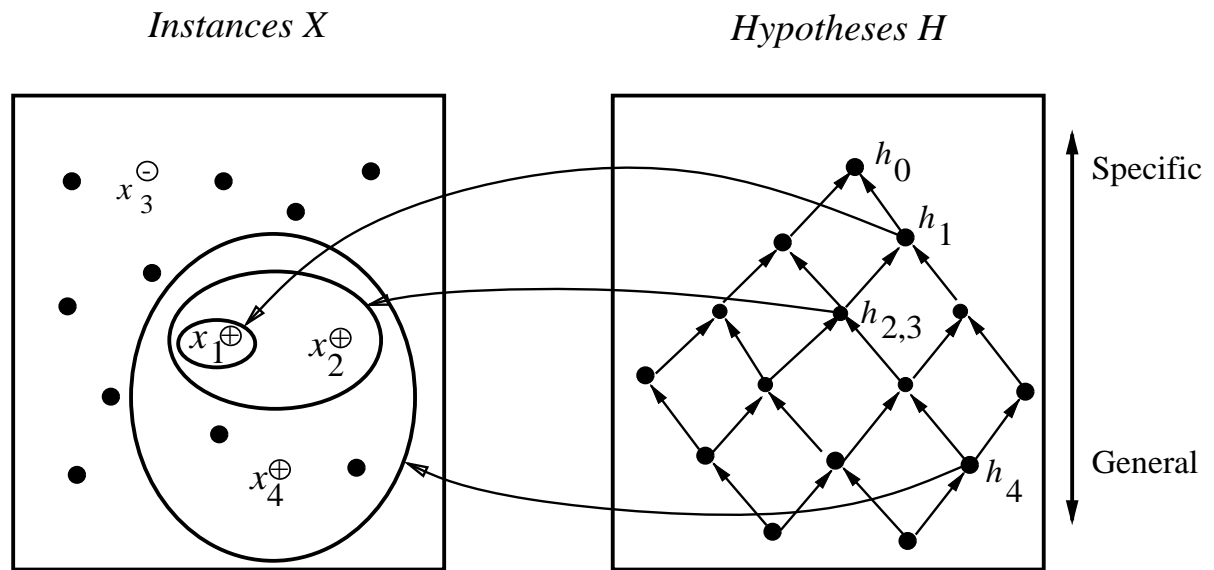 Instances X
Hypotheses H
x3 ⊖
h0
Specific
h1
x1 ⊕
x2 ⊕
h2,3
x4 ⊕
h4
General